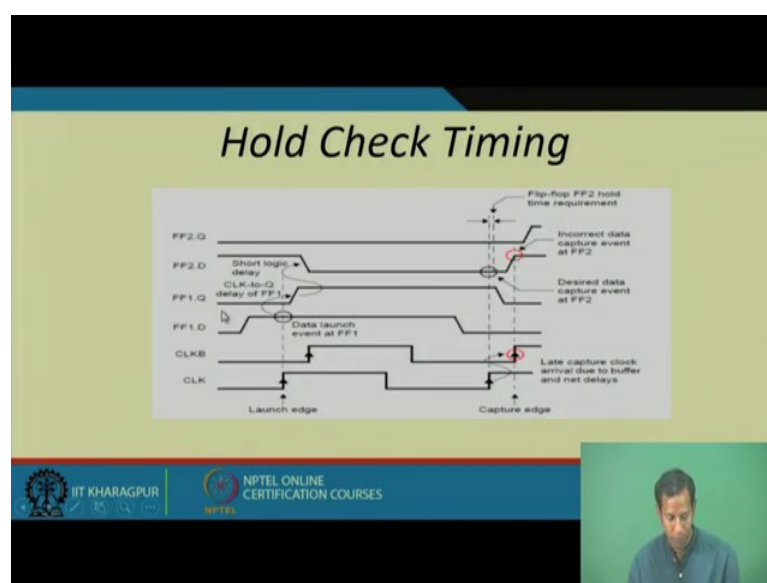 Hold Check Timing
Flip-flop FF2 hold
time requirement
FF2.Q
Incorrect data
capture event
at FF2
FF2.D
Short logic
delay
CLK-to-Q
delay of FF1
Desired data
capture event
at FF2
FF1.Q
FF1.D
Data launch
event at FF1
CLKB
Late capture clock
arrival due to buffer
and net delays
CLK
Launch edge
Capture edge
IIT KHARAGPUR
NPTEL
NPTEL ONLINE
CERTIFICATION COURSES